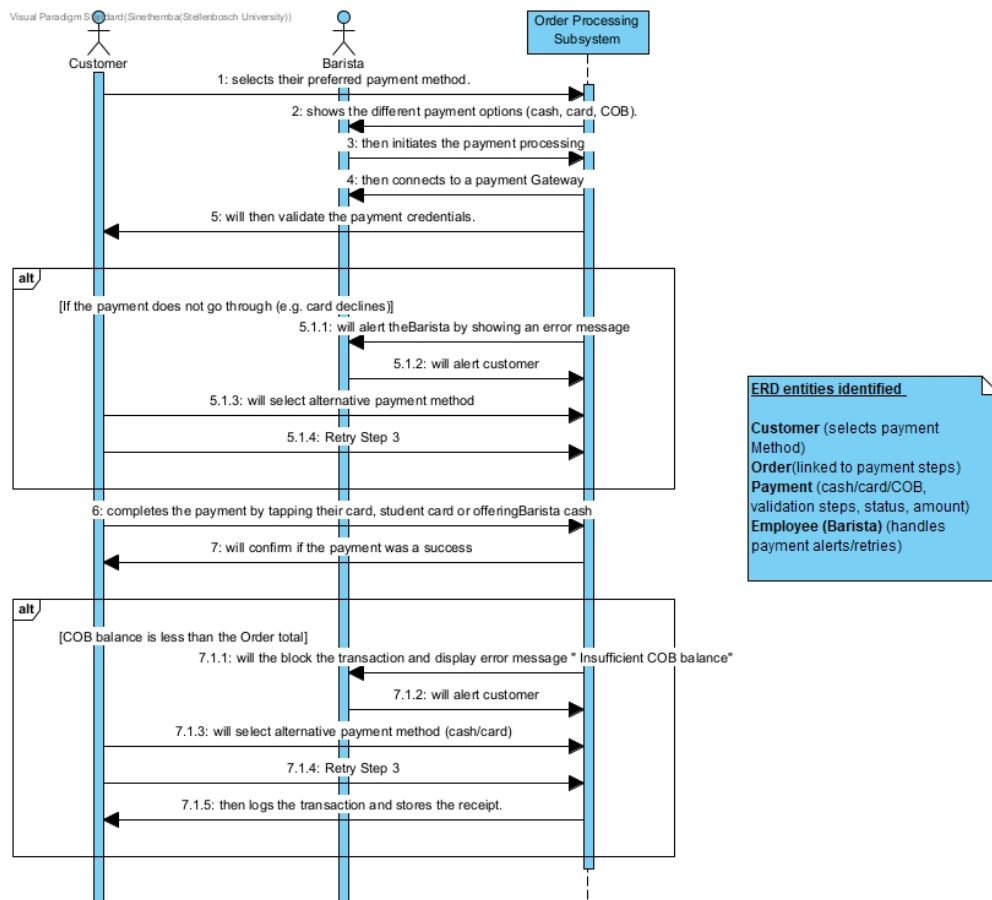 Visual Paradigm Standard(Sinethemba(Stellenbosch University))
Customer
Barista
Order Processing
Subsystem
1: selects their preferred payment method.
2: shows the different payment options (cash, card, COB).
3: then initiates the payment processing
4: then connects to a payment Gateway
5: will then validate the payment credentials.
alt
[If the payment does not go through (e.g. card declines)]
5.1.1: will alert theBarista by showing an error message
5.1.2: will alert customer
5.1.3: will select alternative payment method
5.1.4: Retry Step 3
6: completes the payment by tapping their card, student card or offeringBarista cash
7: will confirm if the payment was a success
alt
[COB balance is less than the Order total]
7.1.1: will the block the transaction and display error message " Insufficient COB balance"
7.1.2: will alert customer
7.1.3: will select alternative payment method (cash/card)
7.1.4: Retry Step 3
7.1.5: then logs the transaction and stores the receipt.
ERD entities identified
Customer (selects payment
Method)
Order(linked to payment steps)
Payment (cash/card/COB,
validation steps, status, amount)
Employee (Barista) (handles
payment alerts/retries)